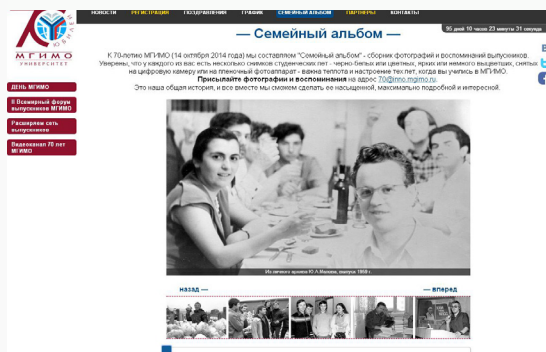 НОВОСТИ РЕГИСТРАЦИЯ ПОЗДРАВЛЕНИЯ ГРАФИК СЕМЕЙНЫЙ АЛЬБОМ ПАРТНЕРЫ КОНТАКТЫ
95 дней 10 часов 23 минуты 31 секунда
— Семейный альбом —
МГИМО
УНИВЕРСИТЕТ
К 70-летию МГИМО (14 октября 2014 года) мы составляем "Семейный альбом" - сборник фотографий и воспоминаний выпускников.
Уверены, что у каждого из вас есть несколько снимков студенческих лет - черно-белых или цветных, ярких или немного выцветших, снятых
на цифровую камеру или на пленочный фотоаппарат - важна теплота и настроение тех лет, когда вы учились в МГИМО.
Присылайте фотографии и воспоминания на адрес 70@inno.mgimo.ru.
Это наша общая история, и все вместе мы сможем сделать ее насыщенной, максимально подробной и интересной.
ДЕНЬ МГИМО
II Всемирный форум
выпускников МГИМО
Расширяем сеть
выпускников
Видеоканал 70 лет
МГИМО
Из личного архива Ю.А. выпуск 1959 г.
назад —
— вперед